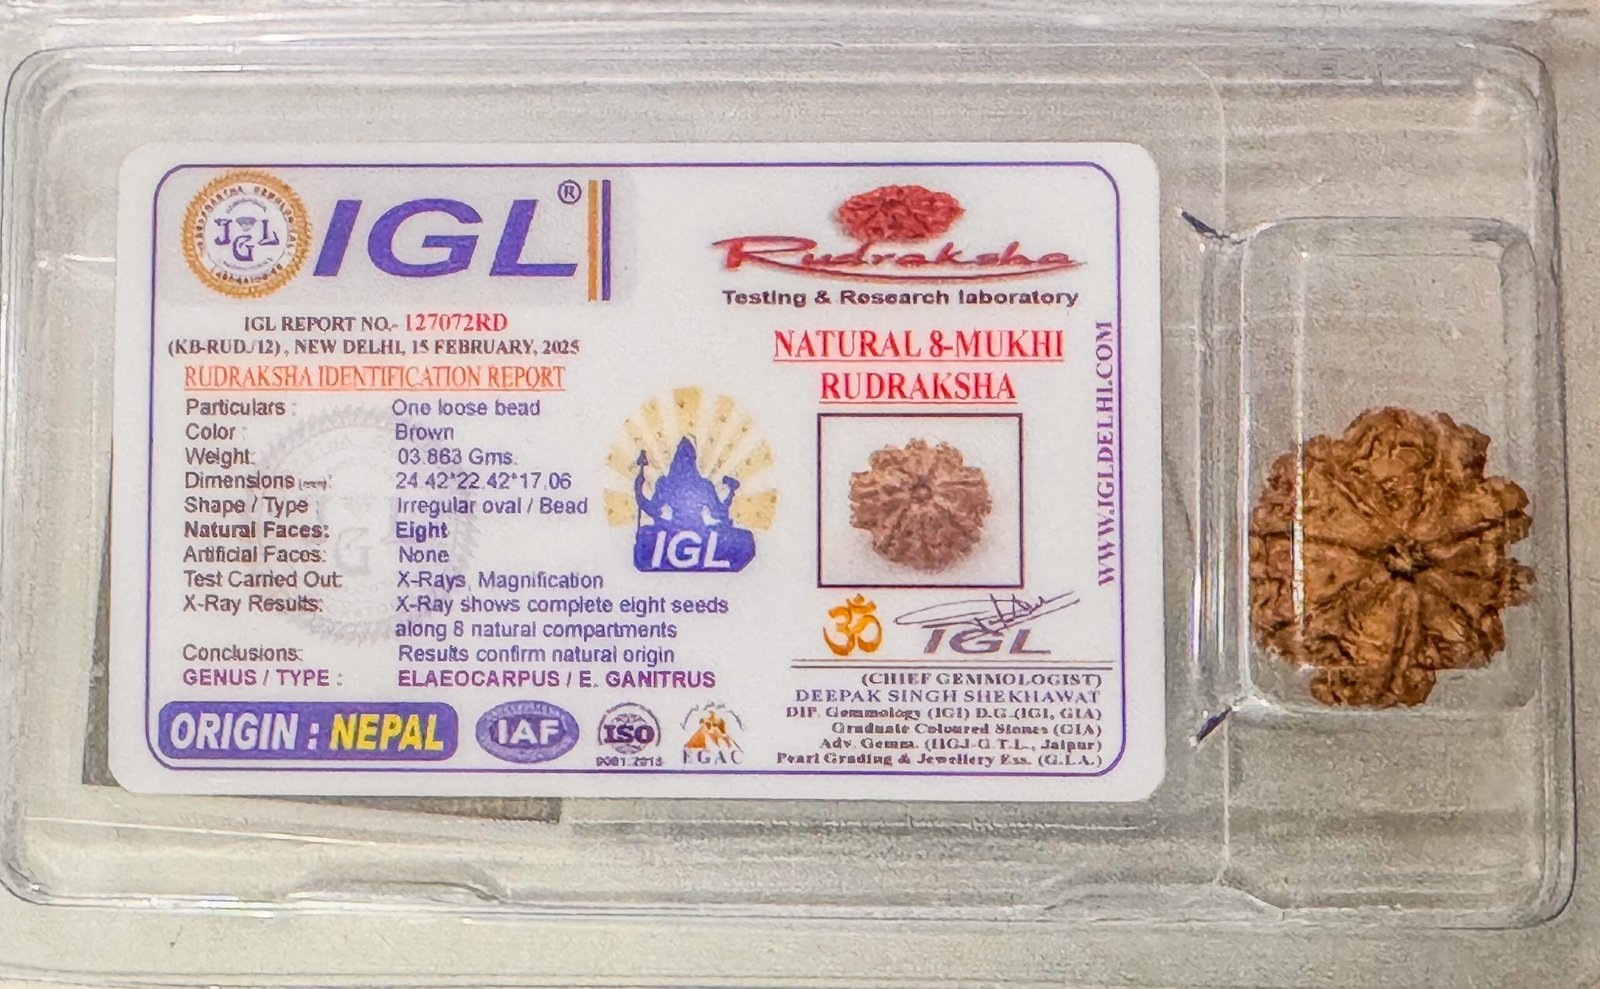 IGL®
Rudraksha
Testing & Research laboratory
IGL REPORT NO.- 127072RD
(KB-RUD./12), NEW DELHI, 15 FEBRUARY, 2025
RUDRAKSHA IDENTIFICATION REPORT
Particulars : One loose bead
Color : Brown
Weight: 03.863 Gms.
Dimensions (mm): 24.42*22.42*17.06
Shape / Type : Irregular oval / Bead
Natural Faces: Eight
Artificial Faces: None
Test Carried Out: X-Rays, Magnification
X-Ray Results: X-Ray shows complete eight seeds
along 8 natural compartments
Conclusions: Results confirm natural origin
GENUS / TYPE : ELAEOCARPUS / E. GANITRUS
ORIGIN : NEPAL
IAF
ISO
9001:2015
EGAC
IGL
NATURAL 8-MUKHI
RUDRAKSHA
WWW.IGLDELHI.COM
ॐ
IGL
(CHIEF GEMMOLOGIST)
DEEPAK SINGH SHEKHAWAT
DIP. Gemmology (IGI) D.G.(IGI, GIA)
Graduate Coloured Stones (GIA)
Adv. Gemm. (IIGJ-G.T.L., Jaipur)
Pearl Grading & Jewellery Ess. (G.I.A.)